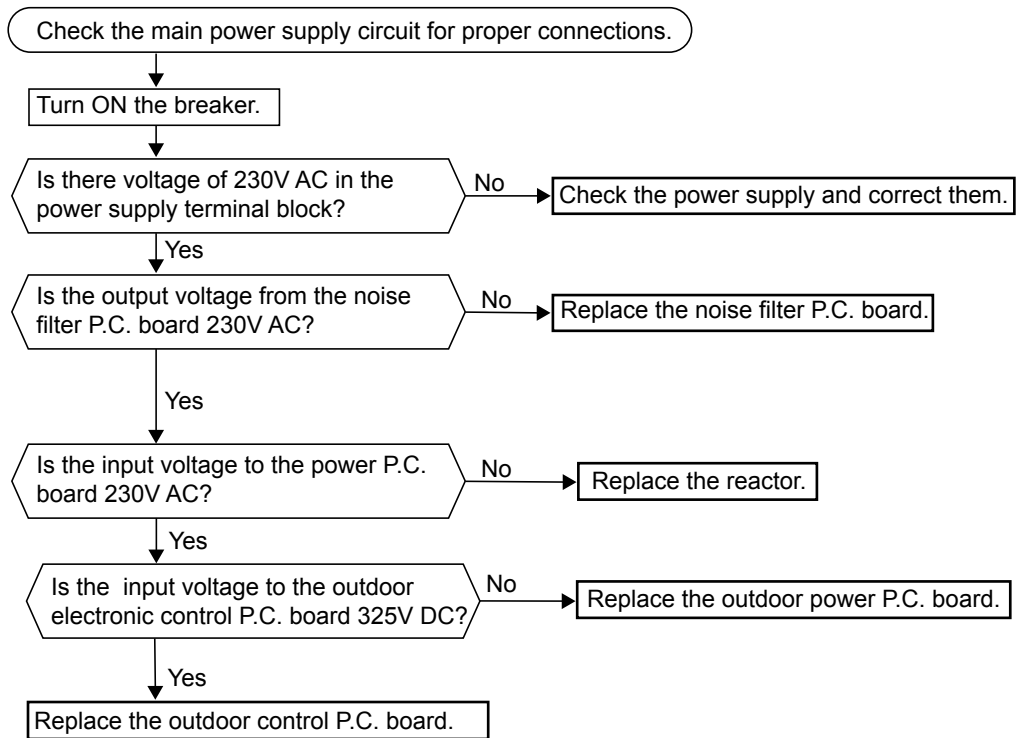 Check the main power supply circuit for proper connections.
Turn ON the breaker.
Is there voltage of 230V AC in the
power supply terminal block?
No
Check the power supply and correct them.
Yes
Is the output voltage from the noise
filter P.C. board 230V AC?
No
Replace the noise filter P.C. board.
Yes
Is the input voltage to the power P.C.
board 230V AC?
No
Replace the reactor.
Yes
Is the input voltage to the outdoor
electronic control P.C. board 325V DC?
No
Replace the outdoor power P.C. board.
Yes
Replace the outdoor control P.C. board.